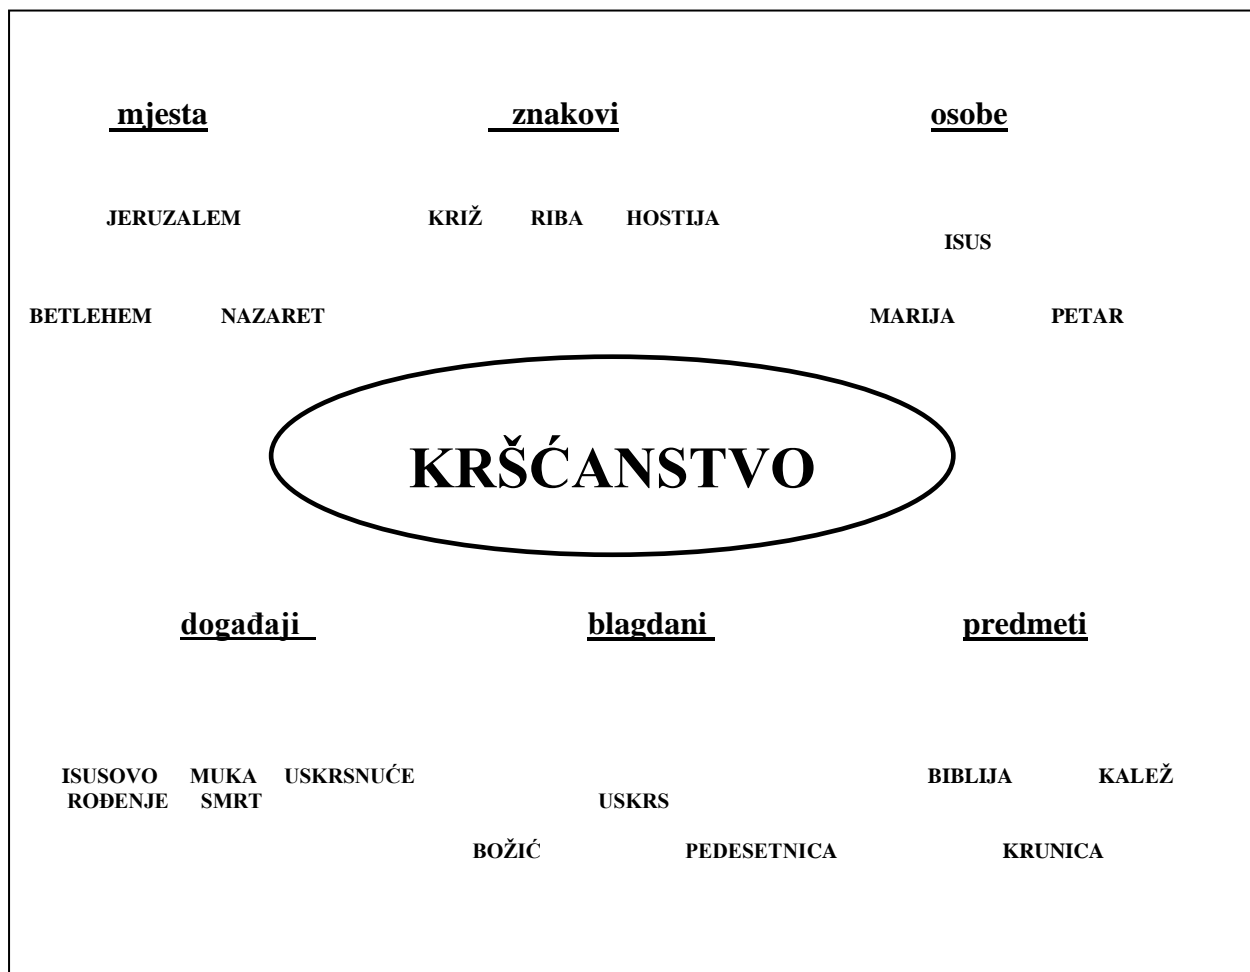 mjesta znakovi osobe
JERUZALEM KRIŽ RIBA HOSTIJA
ISUS
BETLEHEM NAZARET MARIJA PETAR
KRŠĆANSTVO
događaji blagdani predmeti
ISUSOVO MUKA USKRSNUĆE BIBLIJA KALEŽ
ROĐENJE SMRT USKRS
BOŽIĆ PEDESETNICA KRUNICA